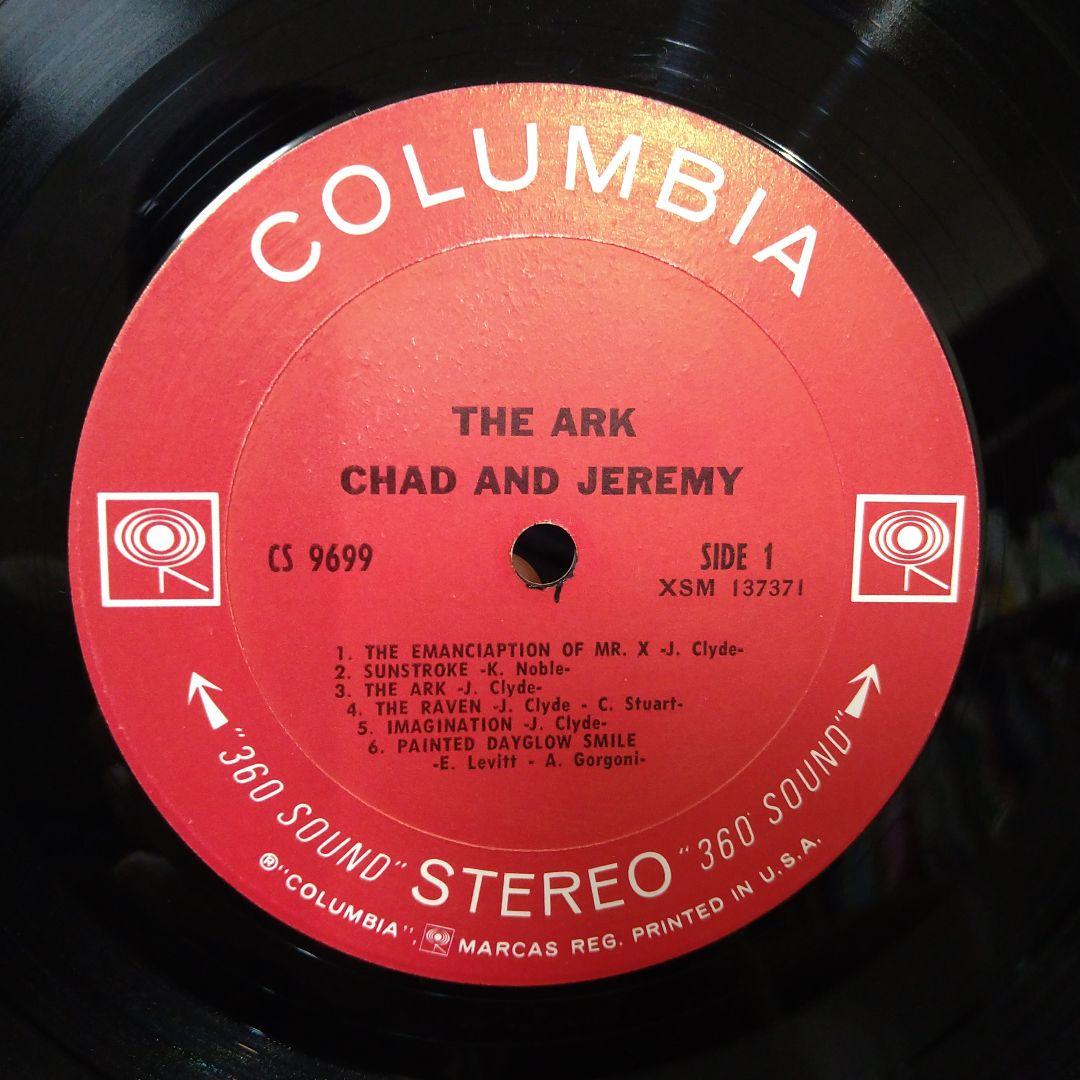 COLUMBIA
THE ARK
CHAD AND JEREMY
CS 9699
SIDE 1
XSM 137371
1. THE EMANCIAPTION OF MR. X -J. Clyde-
2. SUNSTROKE -K. Noble-
3. THE ARK -J. Clyde-
4. THE RAVEN -J. Clyde - C. Stuart-
5. IMAGINATION -J. Clyde-
6. PAINTED DAYGLOW SMILE
-E. Levitt - A. Gorgoni-
"360 SOUND" STEREO "360 SOUND"
®"COLUMBIA", MARCAS REG. PRINTED IN U.S.A.